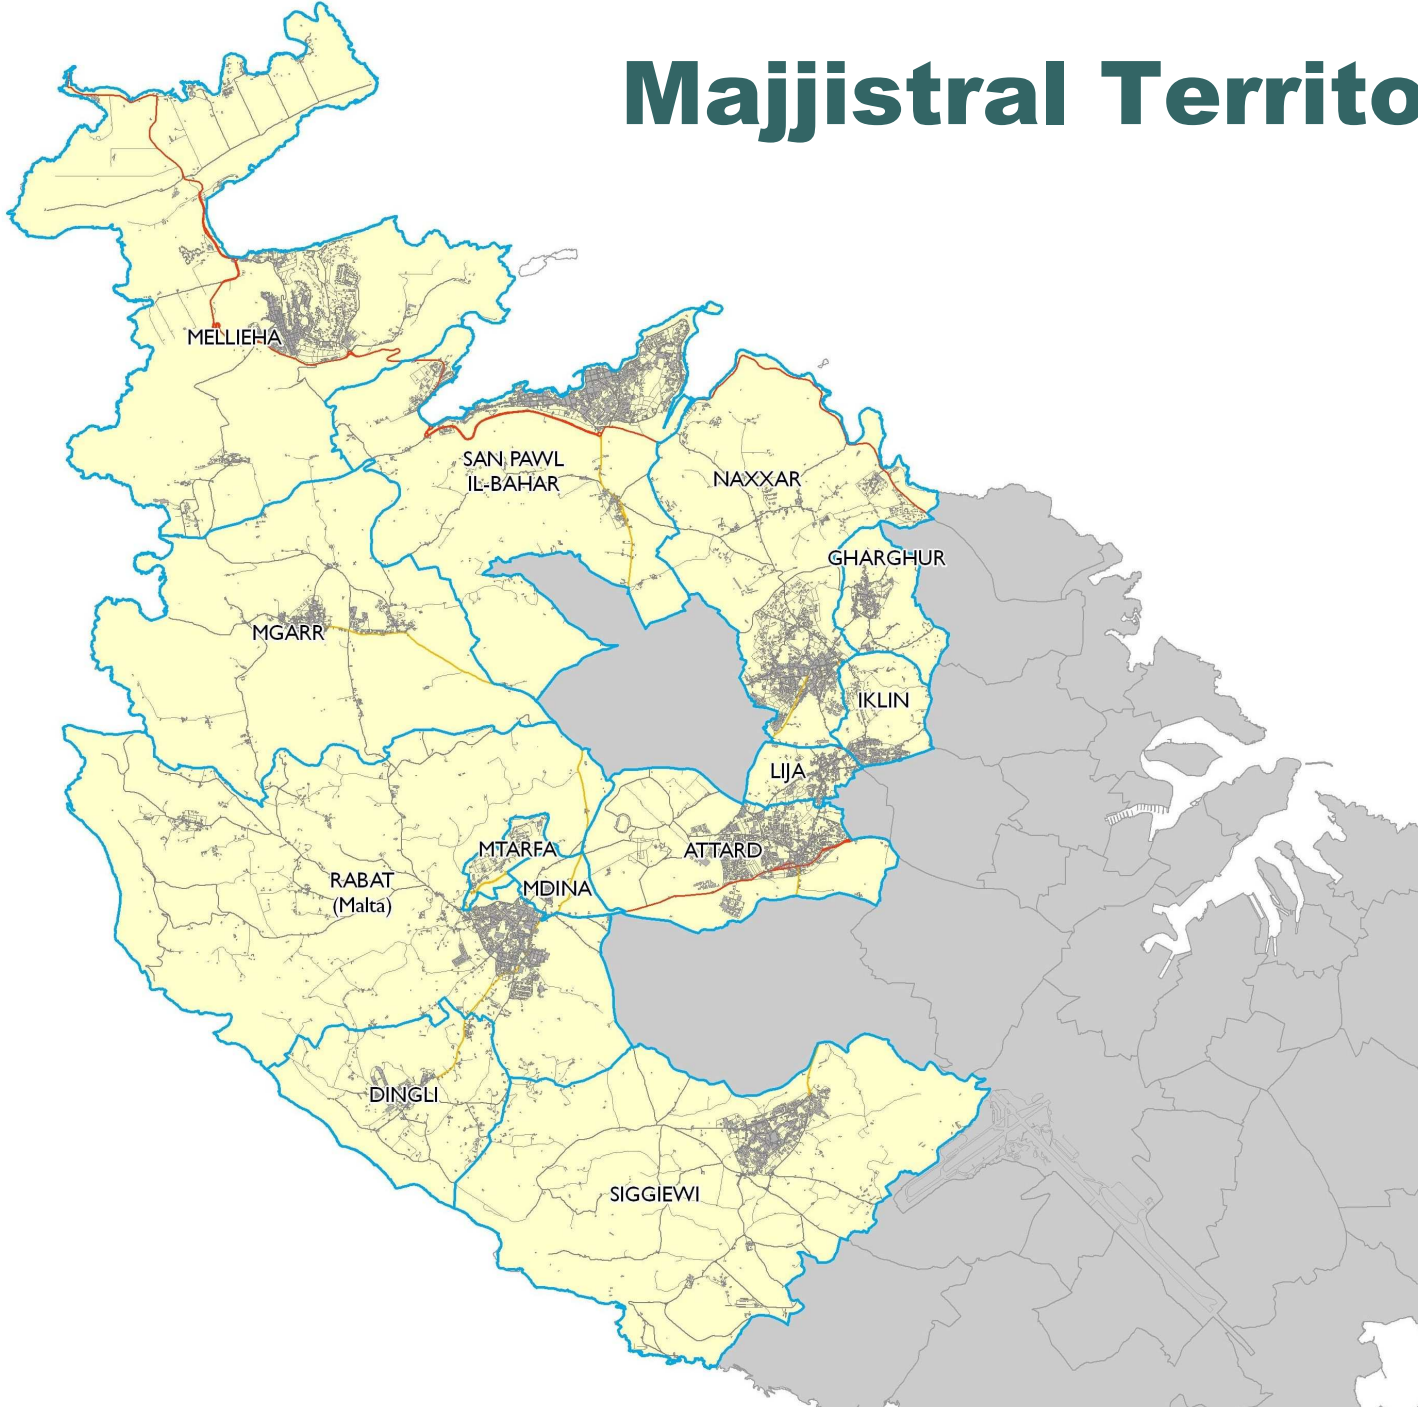 Majjistral Territo
MELLIEHA
SAN PAWL
IL-BAHAR
NAXXAR
GHARGHUR
MGARR
IKLIN
LIJA
MTARFA
ATTARD
RABAT
(Malta)
MDINA
DINGLI
SIGGIEWI